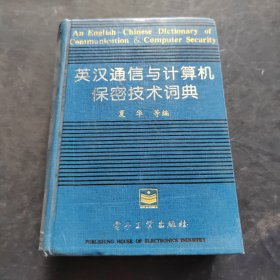 An English-Chinese Dictionary of
Communication & Computer Security
英汉通信与计算机
保密技术词典
夏华 等编
电子工业出版社
PUBLISHING HOUSE OF ELECTRONICS INDUSTRY